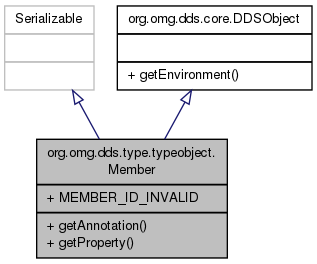 Serializable
org.omg.dds.core.DDSObject
+ getEnvironment()
org.omg.dds.type.typeobject.
Member
+ MEMBER_ID_INVALID
+ getAnnotation()
+ getProperty()